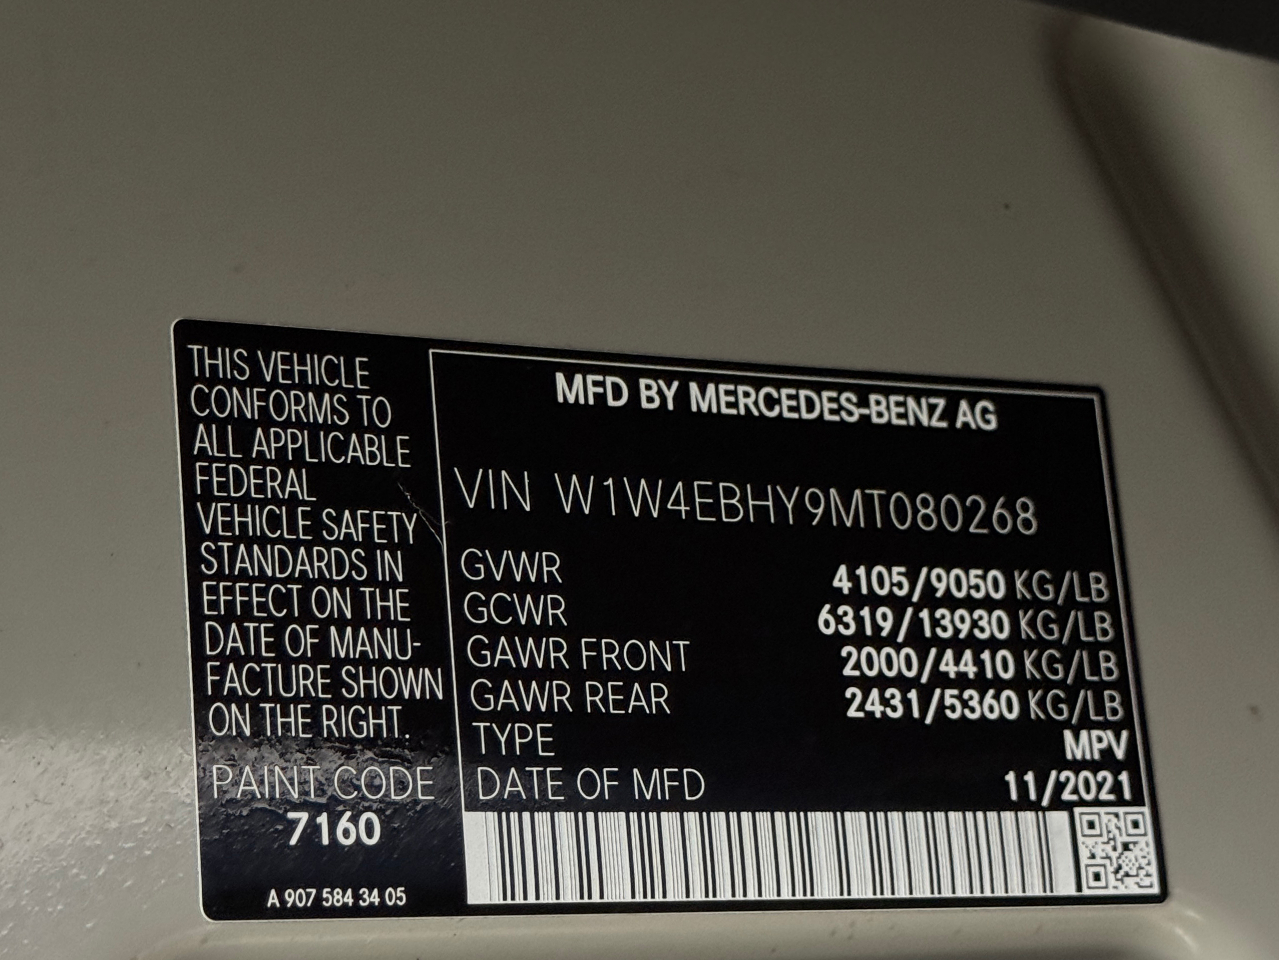 THIS VEHICLE
CONFORMS TO
ALL APPLICABLE
FEDERAL
VEHICLE SAFETY
STANDARDS IN
EFFECT ON THE
DATE OF MANU-
FACTURE SHOWN
ON THE RIGHT.
PAINT CODE
7160
A 907 584 34 05
MFD BY MERCEDES-BENZ AG
VIN W1W4EBHY9MT080268
GVWR 4105/9050 KG/LB
GCWR 6319/13930 KG/LB
GAWR FRONT 2000/4410 KG/LB
GAWR REAR 2431/5360 KG/LB
TYPE MPV
DATE OF MFD 11/2021